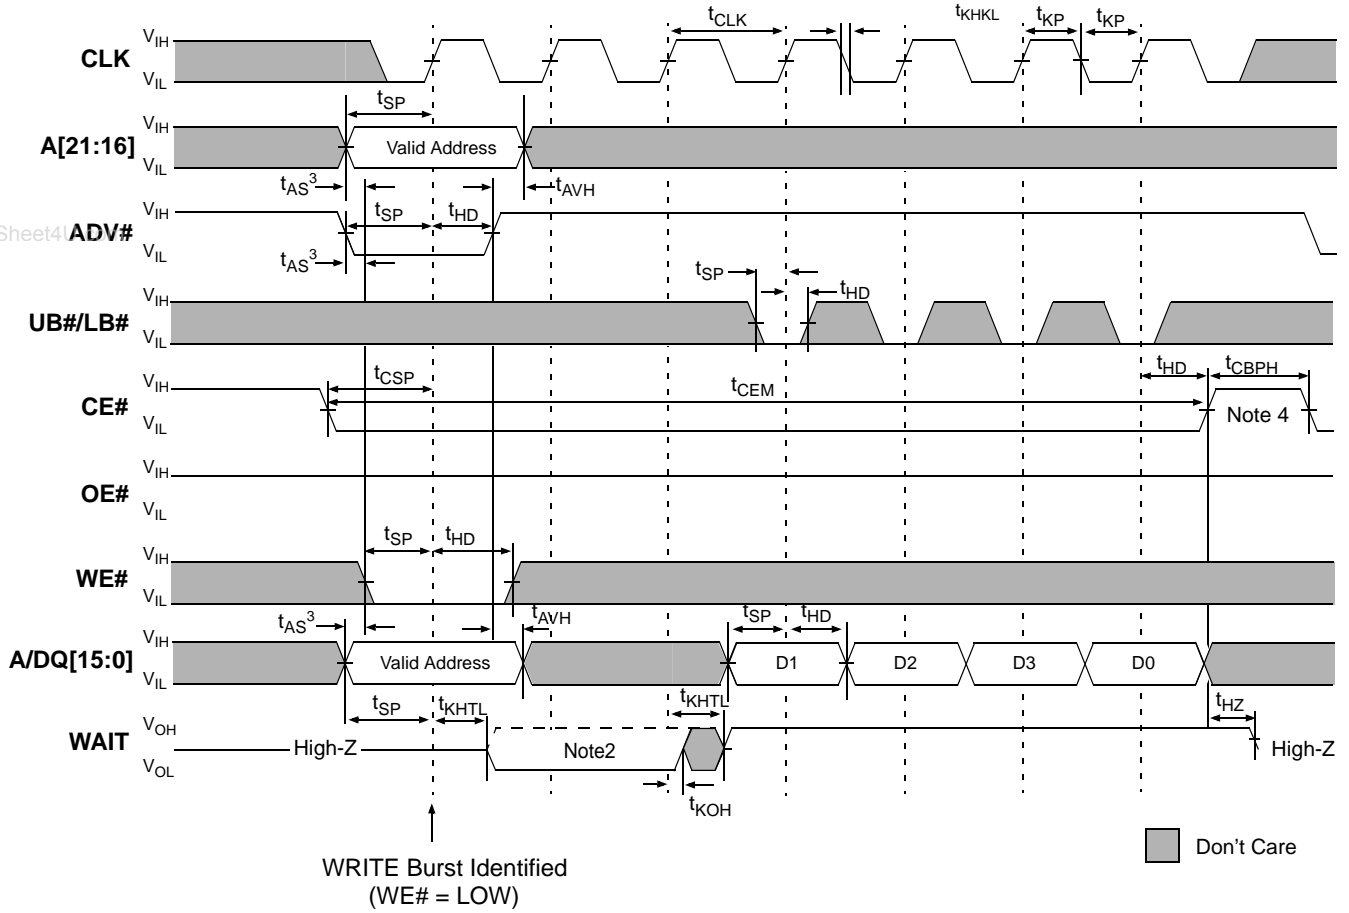 tCLK tKHKL tKP tKP
CLK VIH
VIL
tSP
A[21:16] VIH
VIL
Valid Address
tAS3 tAVH
tSP tHD
ADV# VIH
VIL
tAS3
tSP tHD
UB#/LB# VIH
VIL
tCSP tCEM tHD tCBPH
CE# VIH
VIL
Note 4
OE# VIH
VIL
tSP tHD
WE# VIH
VIL
tAS3 tAVH tSP tHD
A/DQ[15:0] VIH
VIL
Valid Address D1 D2 D3 D0
tSP tKHTL tKHTL tHZ
WAIT VOH
VOL
High-Z Note2 High-Z
tKOH
WRITE Burst Identified
(WE# = LOW)
Don't Care